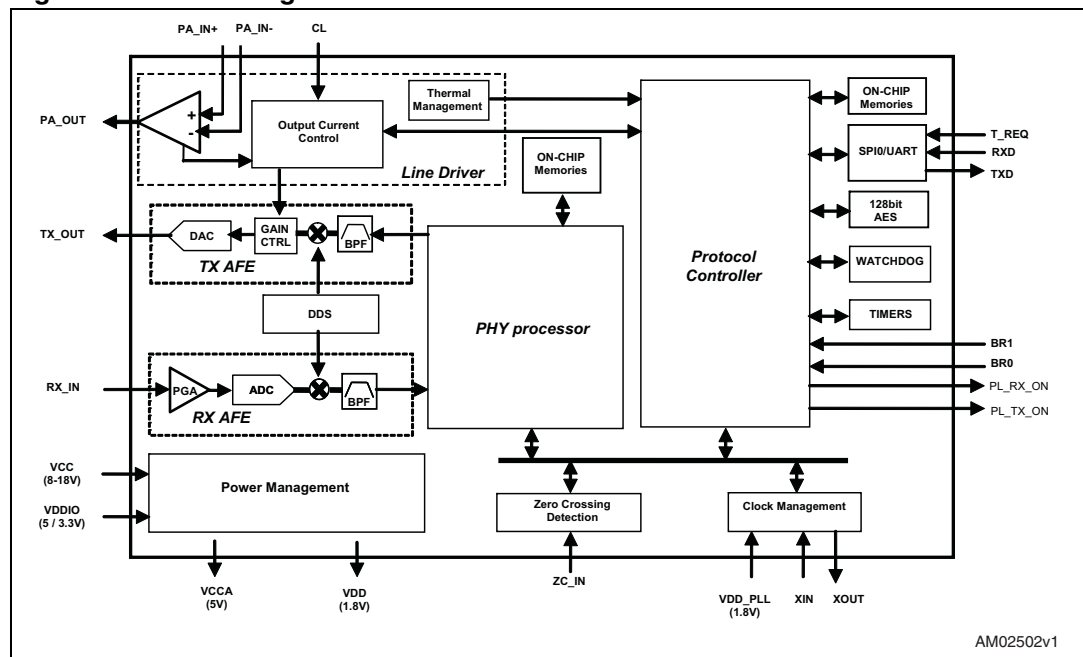 PA_IN+ PA_IN- CL
Thermal
Management
ON-CHIP
Memories
PA_OUT
+
-
Output Current
Control
T_REQ
SPI0/UART
RXD
TXD
Line Driver
ON-CHIP
Memories
128bit
AES
TX_OUT
DAC
GAIN
CTRL
BPF
TX AFE
Protocol
Controller
WATCHDOG
DDS
PHY processor
TIMERS
BR1
BR0
RX_IN
PGA
ADC
BPF
RX AFE
PL_RX_ON
PL_TX_ON
VCC
(8-18V)
Power Management
VDDIO
(5 / 3.3V)
Zero Crossing
Detection
Clock Management
VCCA
(5V)
VDD
(1.8V)
ZC_IN
VDD_PLL
(1.8V)
XIN
XOUT
AM02502v1